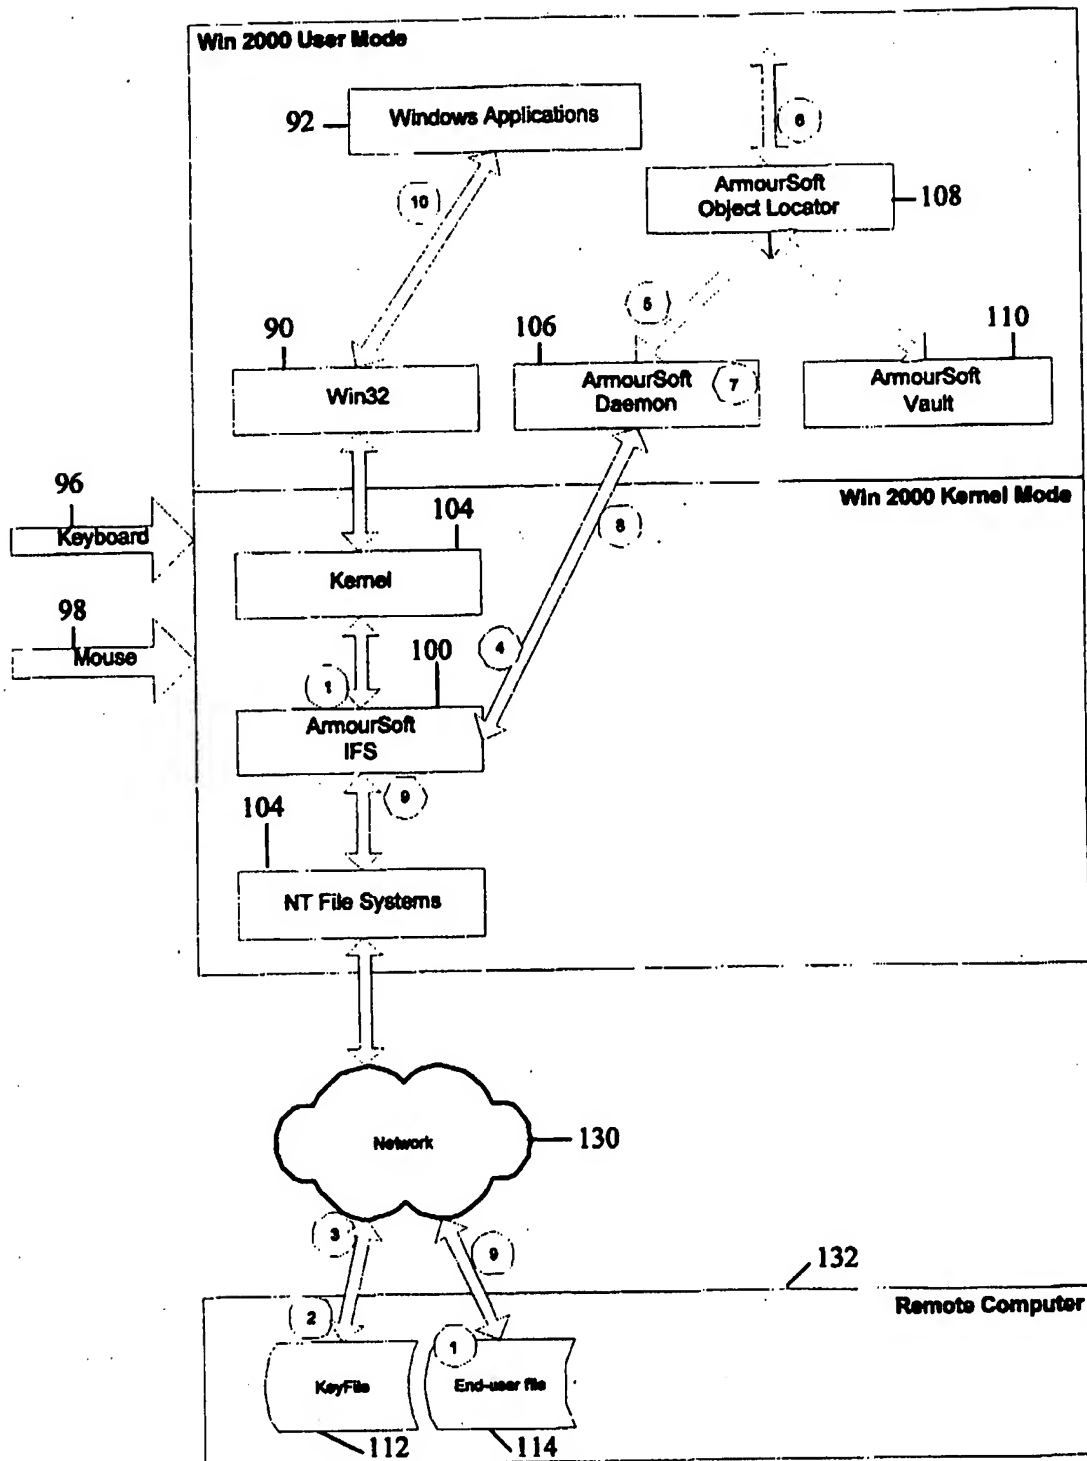 Win 2000 User Mode
92
Windows Applications
6
ArmourSoft
Object Locator
108
10
5
90
106
110
Win32
ArmourSoft
Daemon
7
ArmourSoft
Vault
96
Keyboard
Win 2000 Kernel Mode
104
8
Kernel
98
Mouse
4
100
1
ArmourSoft
IFS
9
104
NT File Systems
Network
130
3
9
132
Remote Computer
2
1
KeyFile
End-user file
112
114